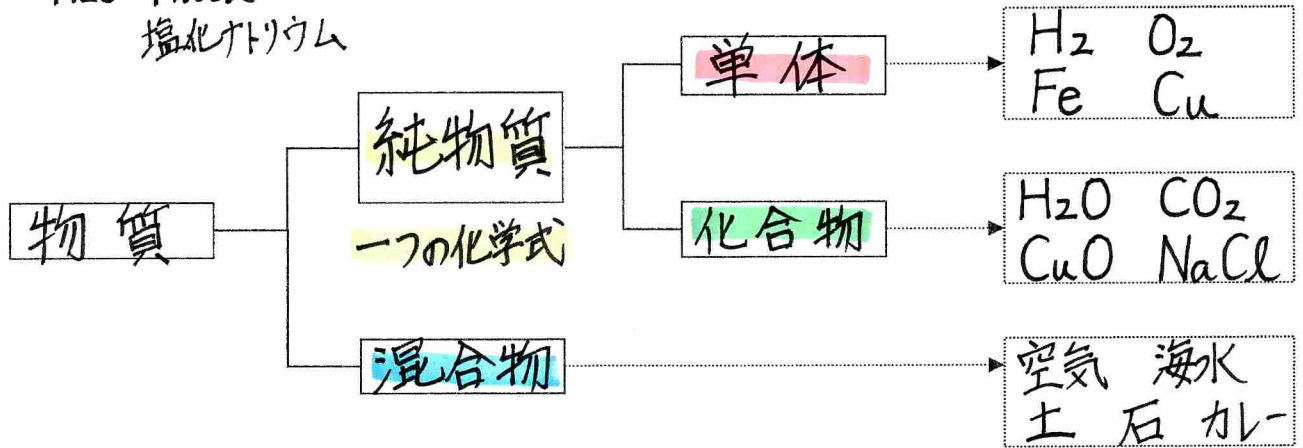 塩化ナトリウム
単体
H₂ O₂
Fe Cu
純物質
物質
一つの化学式
化合物
H₂O CO₂
CuO NaCl
混合物
空気 海水
土 石 カレー